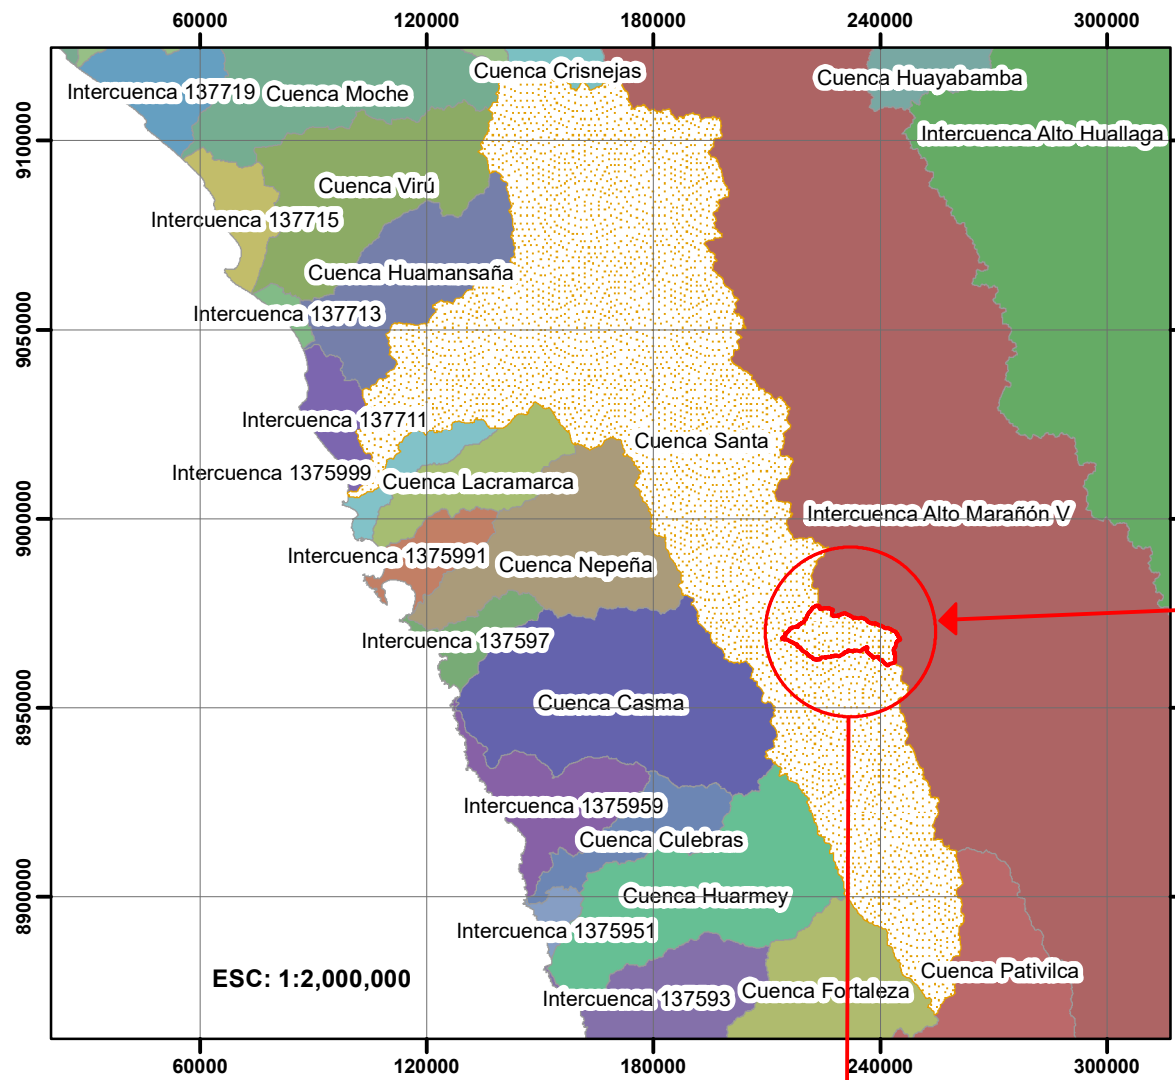 60000
120000
180000
240000
300000
Cuenca Crisnejas
Cuenca Huayabamba
Intercuenca 137719
Cuenca Moche
9100000
Intercuenca Alto Huallaga
Cuenca Virú
Intercuenca 137715
Cuenca Huamansaña
Intercuenca 137713
9050000
Intercuenca 137711
Cuenca Santa
Intercuenca 1375999
Cuenca Lacramarca
9000000
Intercuenca Alto Marañón V
Intercuenca 1375991
Cuenca Nepeña
Intercuenca 137597
Cuenca Casma
8950000
Intercuenca 1375959
Cuenca Culebras
8900000
Cuenca Huarmey
Intercuenca 1375951
ESC: 1:2,000,000
Cuenca Pativilca
Intercuenca 137593
Cuenca Fortaleza
60000
120000
180000
240000
300000